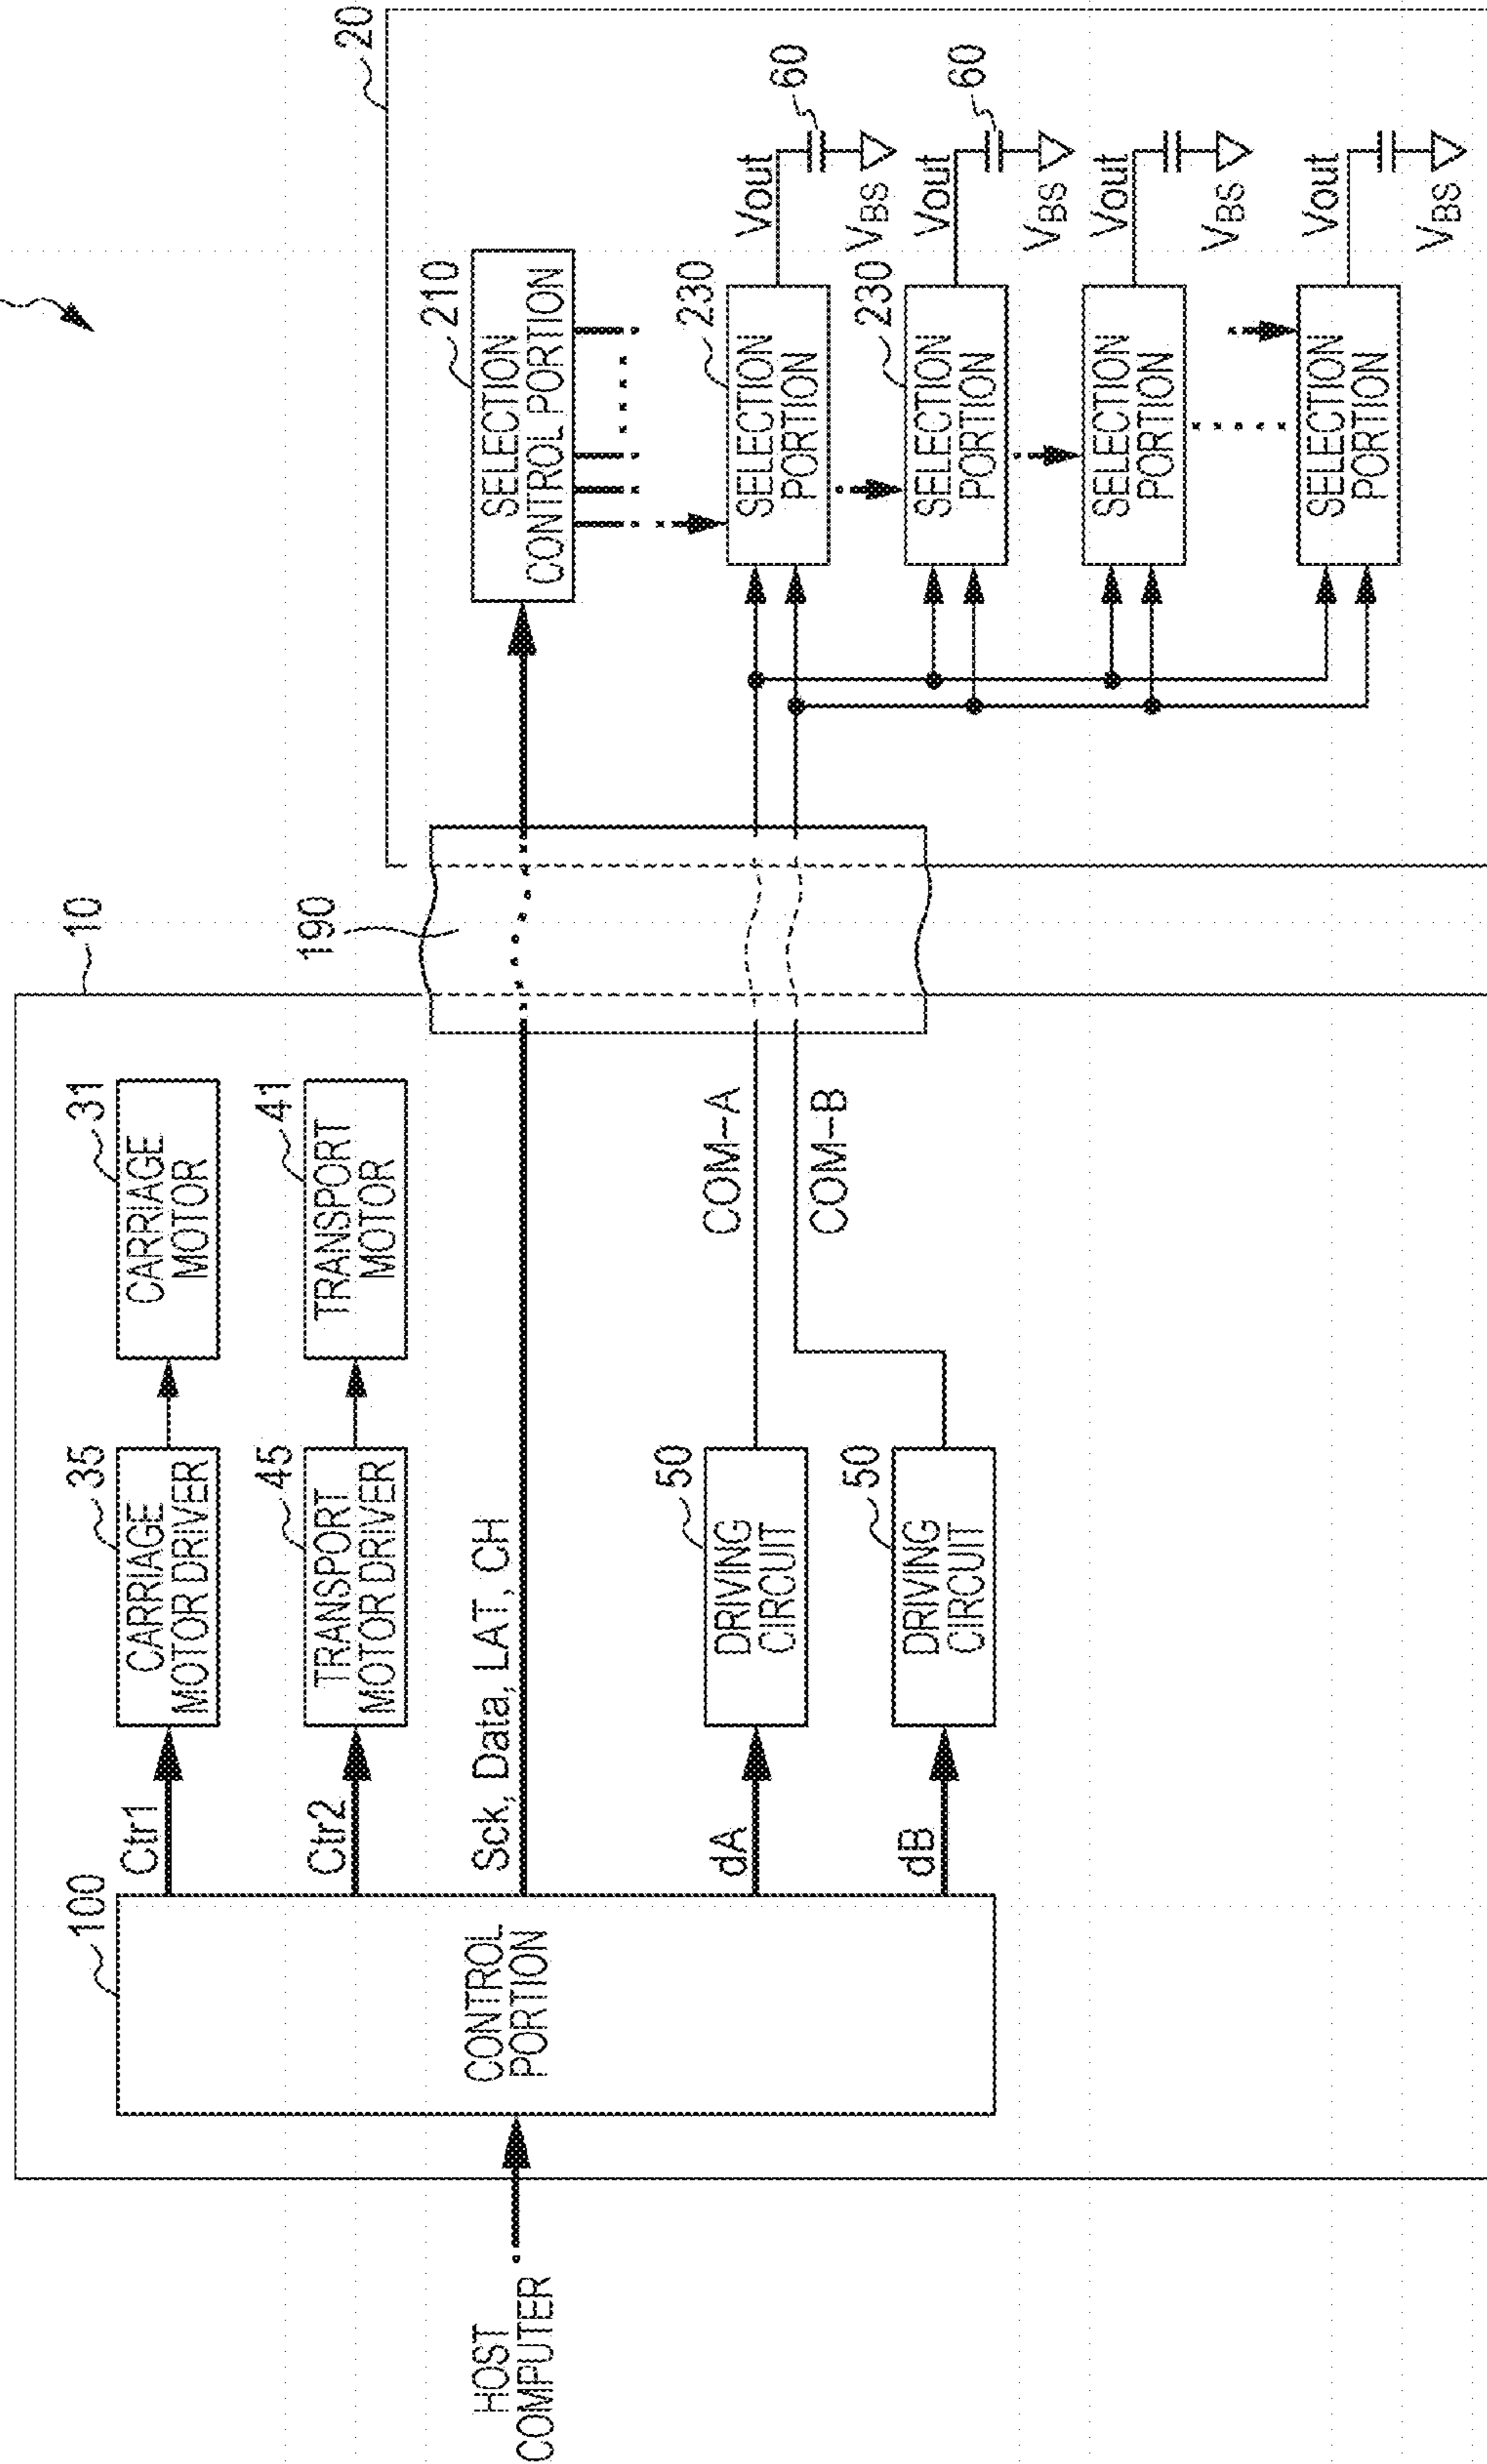 10
20
100
Ctr1
35
CARRIAGE
MOTOR DRIVER
31
CARRIAGE
MOTOR
Ctr2
45
TRANSPORT
MOTOR DRIVER
41
TRANSPORT
MOTOR
190
210
SELECTION
CONTROL PORTION
HOST
COMPUTER
CONTROL
PORTION
Sck, Data, LAT, CH
dA
50
DRIVING
CIRCUIT
COM-A
COM-B
dB
50
DRIVING
CIRCUIT
230
SELECTION
PORTION
Vout
60
VBS
230
SELECTION
PORTION
Vout
60
VBS
SELECTION
PORTION
Vout
VBS
SELECTION
PORTION
Vout
VBS